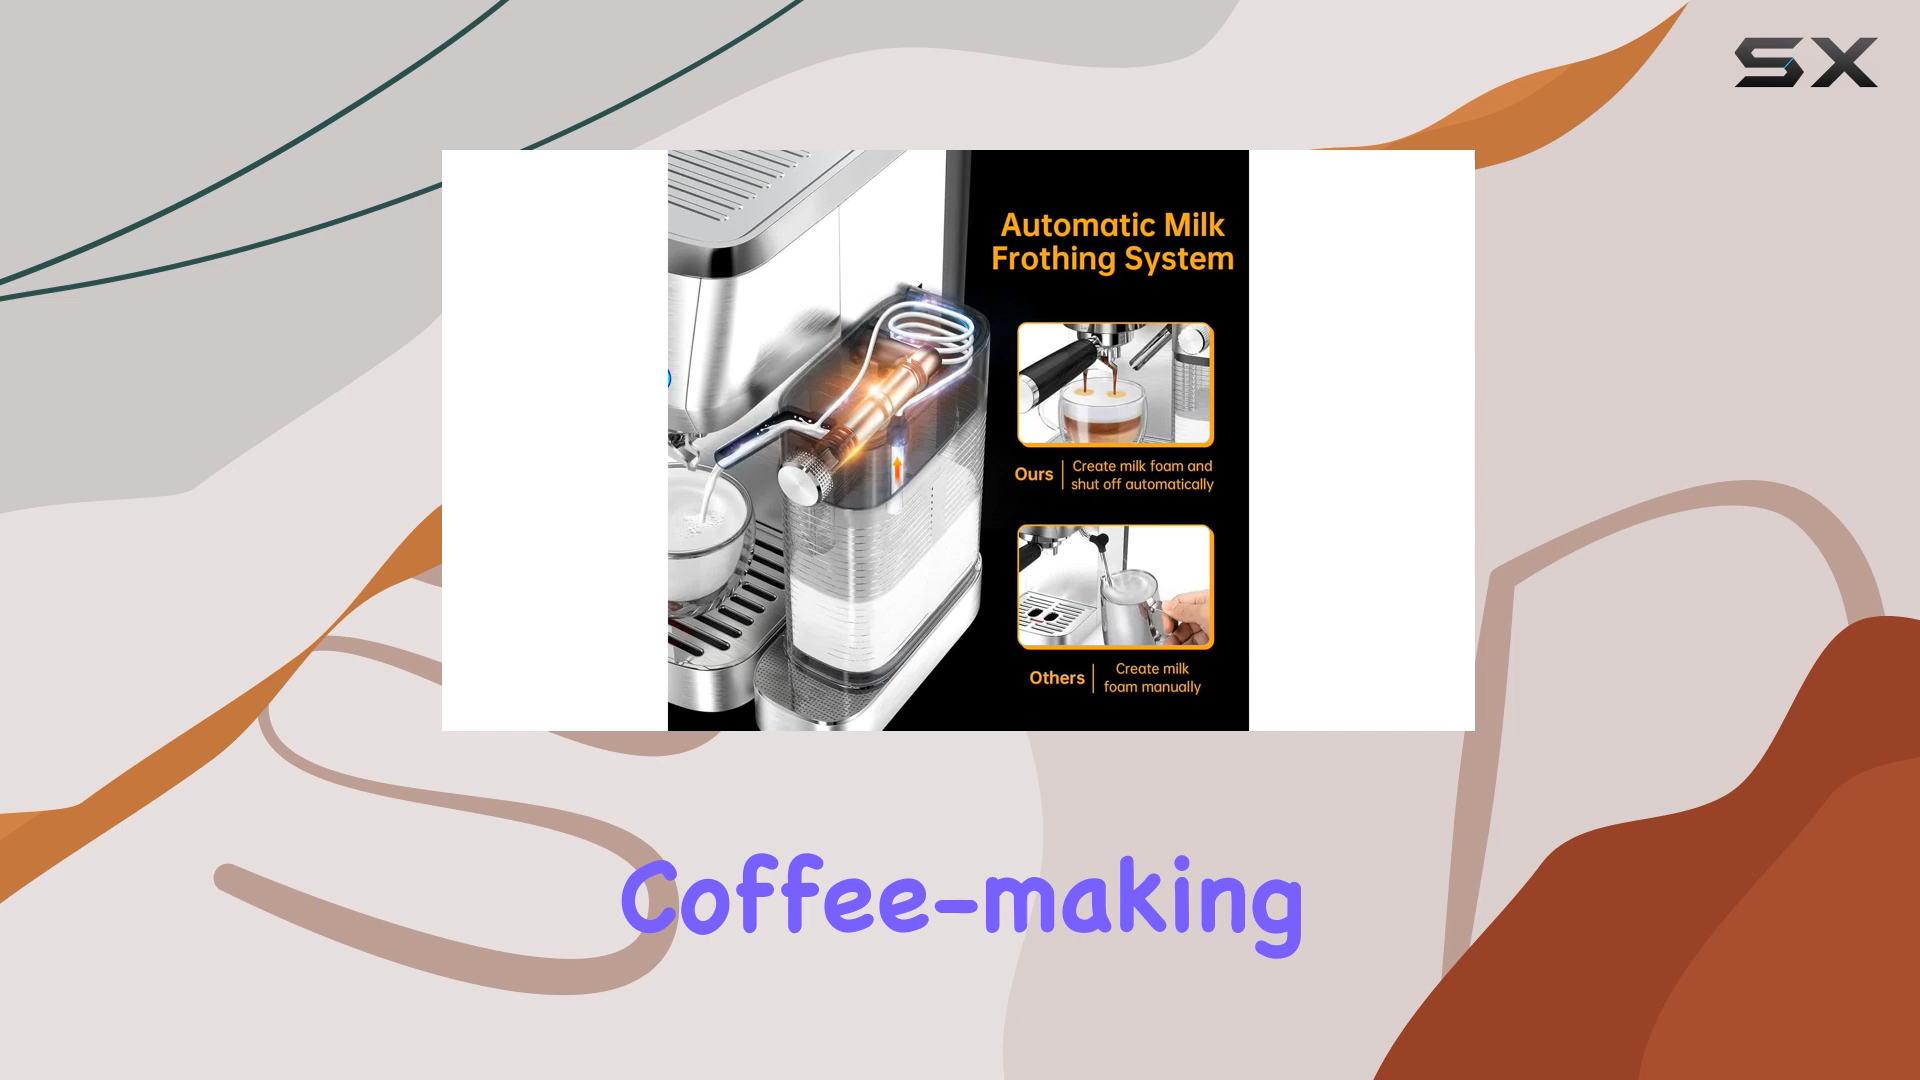 SX
Automatic Milk
Frothing System
Ours
Create milk foam and
shut off automatically
Others
Create milk
foam manually
Coffee-making